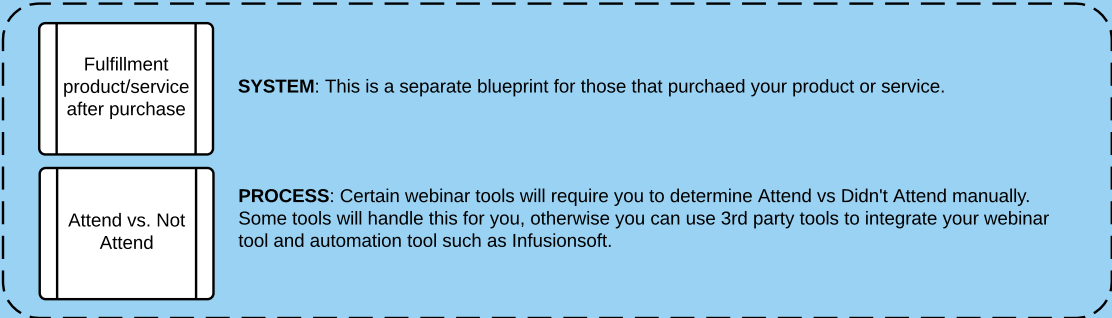 Fulfillment
product/service
after purchase
SYSTEM: This is a separate blueprint for those that purchaed your product or service.
Attend vs. Not
Attend
PROCESS: Certain webinar tools will require you to determine Attend vs Didn't Attend manually.
Some tools will handle this for you, otherwise you can use 3rd party tools to integrate your webinar
tool and automation tool such as Infusionsoft.